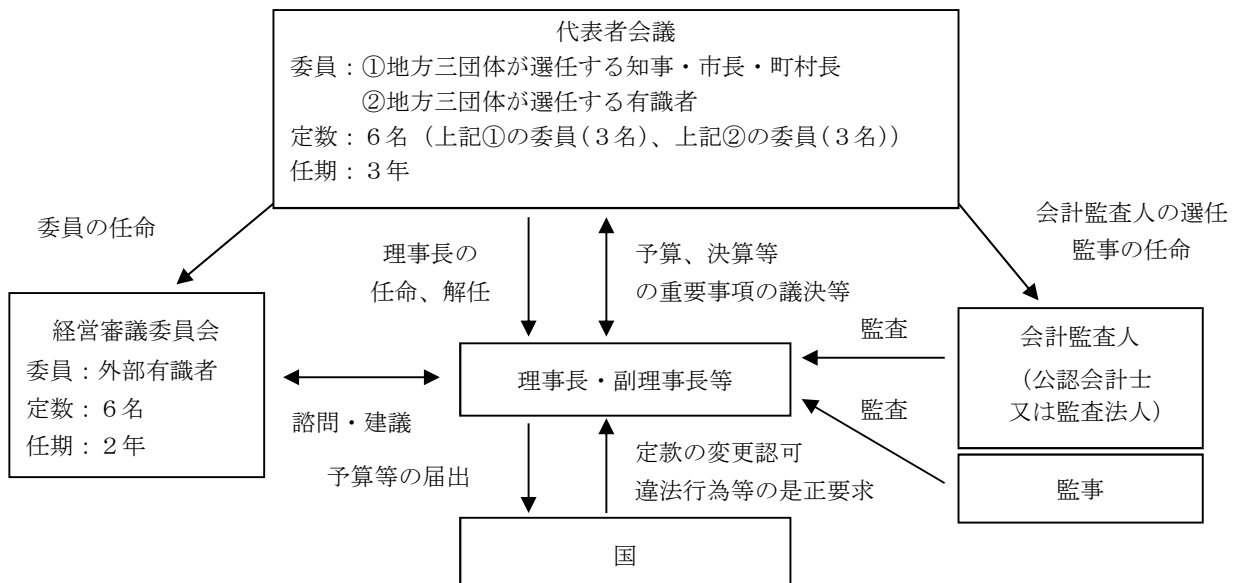 代表者会議
委員：①地方三団体が選任する知事・市長・町村長
②地方三団体が選任する有識者
定数：６名（上記①の委員(３名)、上記②の委員(３名)）
任期：３年
委員の任命
理事長の
任命、解任
予算、決算等
の重要事項の議決等
会計監査人の選任
監事の任命
経営審議委員会
委員：外部有識者
定数：６名
任期：２年
諮問・建議
理事長・副理事長等
監査
監査
会計監査人
（公認会計士
又は監査法人）
監事
予算等の届出
定款の変更認可
違法行為等の是正要求
国